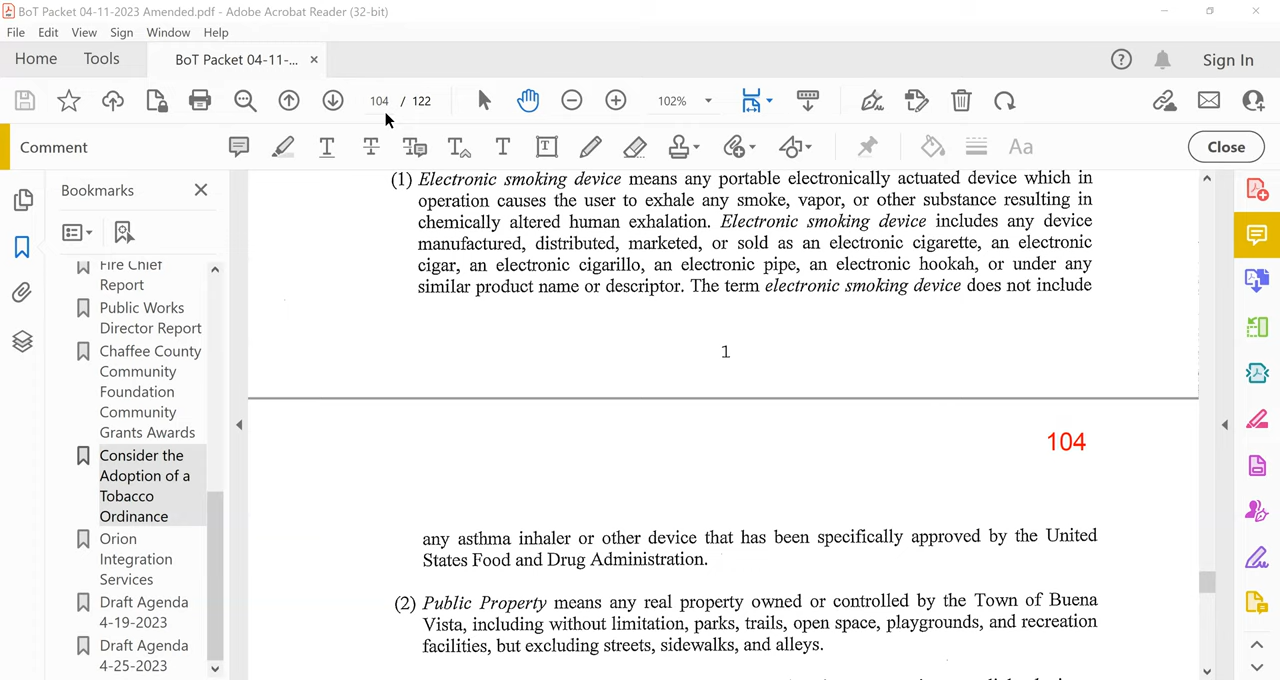 BoT Packet 04-11-2023 Amended.pdf - Adobe Acrobat Reader (32-bit)
File Edit View Sign Window Help
Home Tools BoT Packet 04-11-... × Sign In
104 / 122 102%
Comment Close
Bookmarks
Fire Chief
Report
Public Works
Director Report
Chaffee County
Community
Foundation
Community
Grants Awards
Consider the
Adoption of a
Tobacco
Ordinance
Orion
Integration
Services
Draft Agenda
4-19-2023
Draft Agenda
4-25-2023
(1) Electronic smoking device means any portable electronically actuated device which in
operation causes the user to exhale any smoke, vapor, or other substance resulting in
chemically altered human exhalation. Electronic smoking device includes any device
manufactured, distributed, marketed, or sold as an electronic cigarette, an electronic
cigar, an electronic cigarillo, an electronic pipe, an electronic hookah, or under any
similar product name or descriptor. The term electronic smoking device does not include
1
104
any asthma inhaler or other device that has been specifically approved by the United
States Food and Drug Administration.
(2) Public Property means any real property owned or controlled by the Town of Buena
Vista, including without limitation, parks, trails, open space, playgrounds, and recreation
facilities, but excluding streets, sidewalks, and alleys.